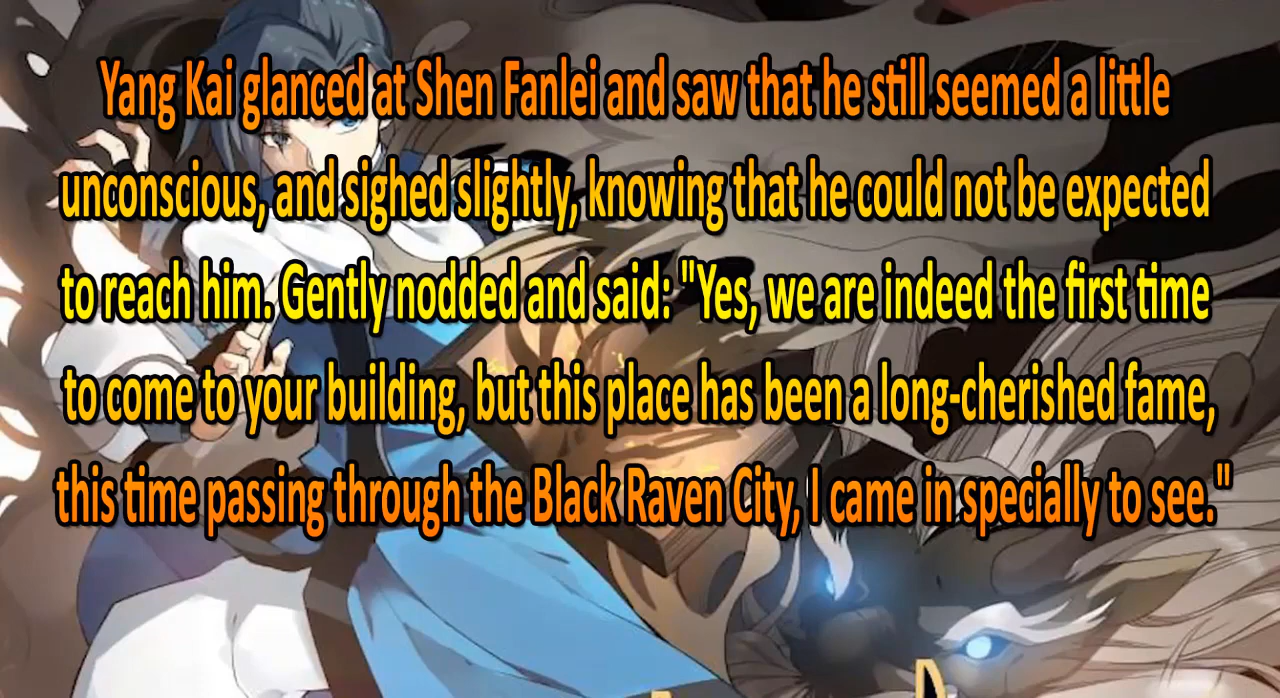 Yang Kai glanced at Shen Fanlei and saw that he still seemed a little
unconscious, and sighed slightly, knowing that he could not be expected
to reach him. Gently nodded and said: "Yes, we are indeed the first time
to come to your building, but this place has been a long-cherished fame,
this time passing through the Black Raven City, I came in specially to see."